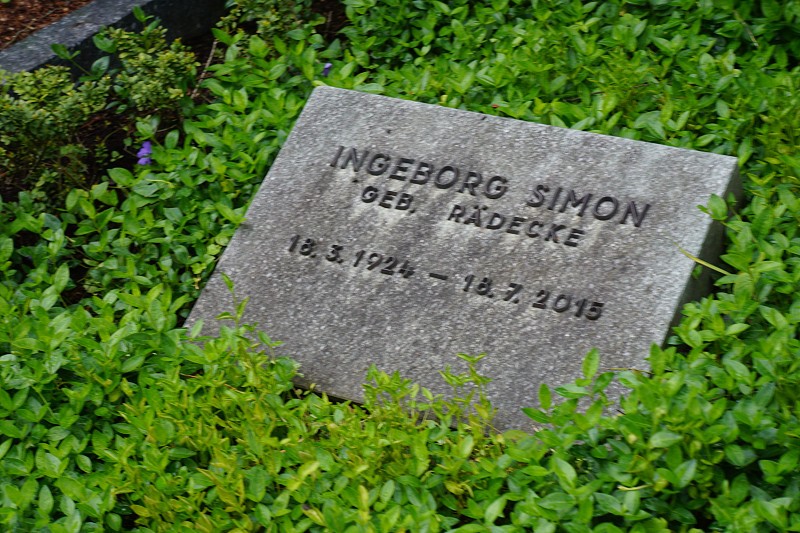 INGEBORG SIMON
GEB. RÄDECKE
18.3.1924 – 18.7.2015